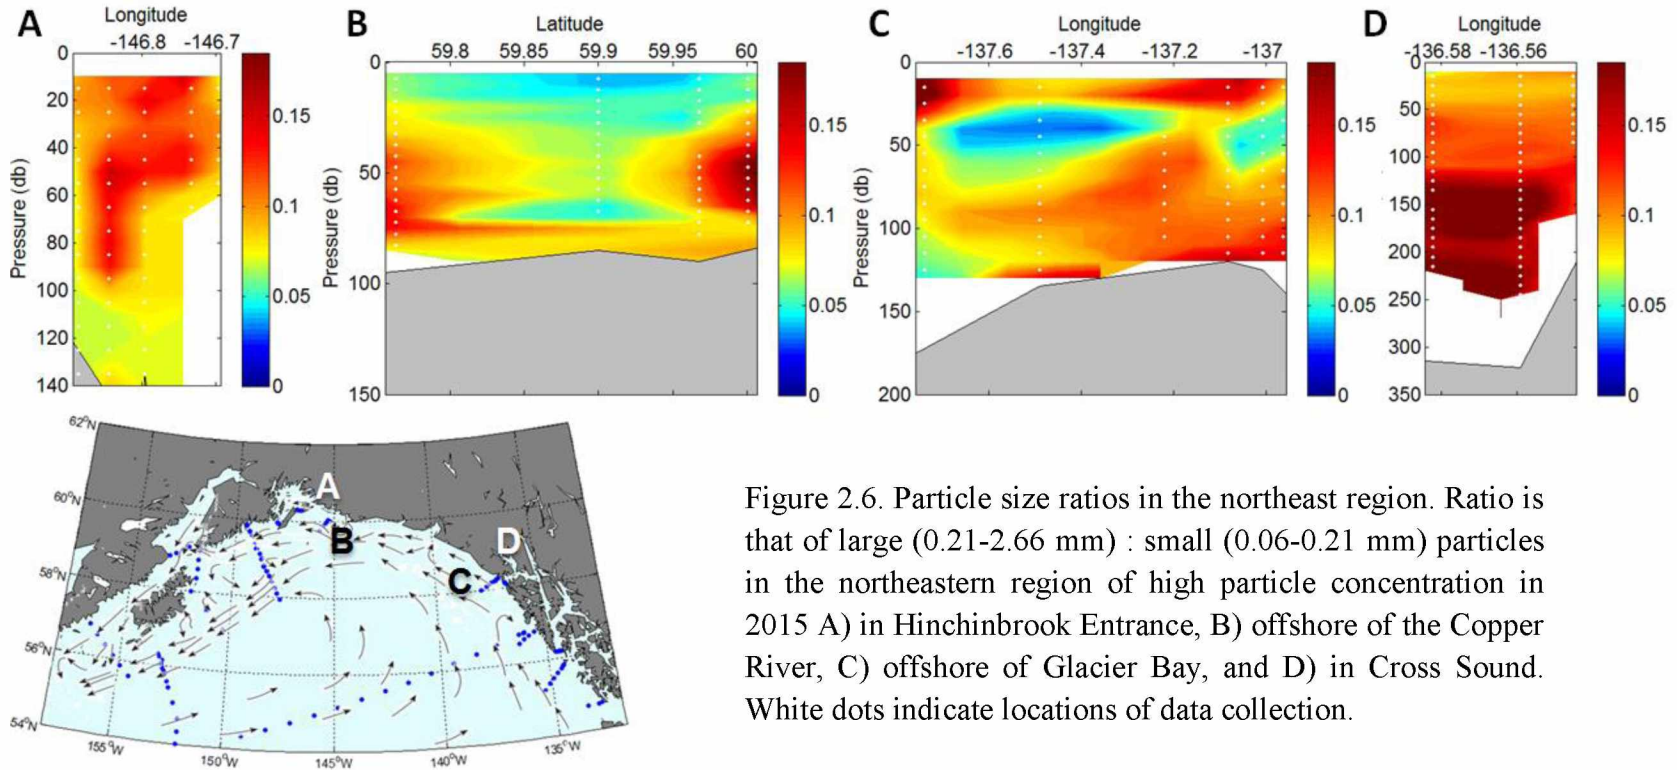 A
Longitude
-146.8 -146.7
0
20
40
60
80
100
120
140
Pressure (db)
0.15
0.1
0.05
0
B
Latitude
59.8 59.85 59.9 59.95 60
0
50
100
150
Pressure (db)
0.15
0.1
0.05
0
C
Longitude
-137.6 -137.4 -137.2 -137
0
50
100
150
200
Pressure (db)
0.15
0.1
0.05
0
D
Longitude
-136.58 -136.56
0
50
100
150
200
250
300
350
0.15
0.1
0.05
0
62°N
60°N
58°N
56°N
54°N
155°W
150°W
145°W
140°W
135°W
A
B
C
D
Figure 2.6. Particle size ratios in the northeast region. Ratio is
that of large (0.21-2.66 mm) : small (0.06-0.21 mm) particles
in the northeastern region of high particle concentration in
2015 A) in Hinchinbrook Entrance, B) offshore of the Copper
River, C) offshore of Glacier Bay, and D) in Cross Sound.
White dots indicate locations of data collection.